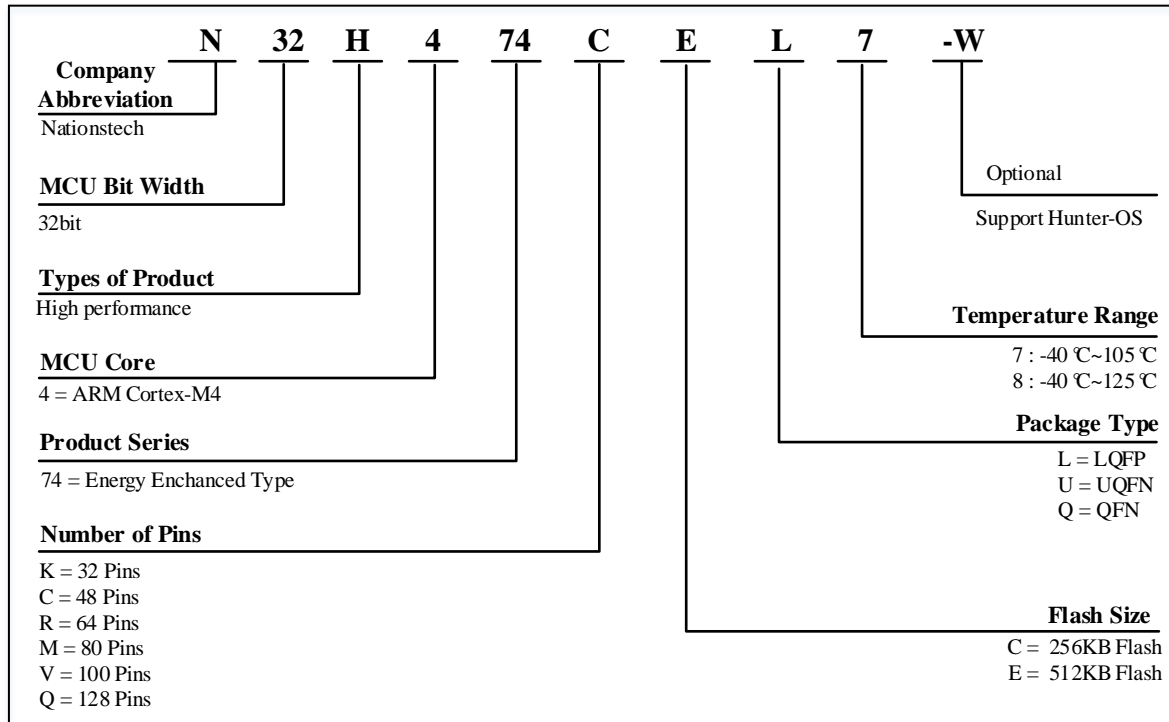 N 32 H 4 74 C E L 7 -W
Company
Abbreviation
Nationstech
MCU Bit Width
32bit
Types of Product
High performance
MCU Core
4 = ARM Cortex-M4
Product Series
74 = Energy Enchanced Type
Number of Pins
K = 32 Pins
C = 48 Pins
R = 64 Pins
M = 80 Pins
V = 100 Pins
Q = 128 Pins
Optional
Support Hunter-OS
Temperature Range
7 : -40 ℃~105 ℃
8 : -40 ℃~125 ℃
Package Type
L = LQFP
U = UQFN
Q = QFN
Flash Size
C = 256KB Flash
E = 512KB Flash